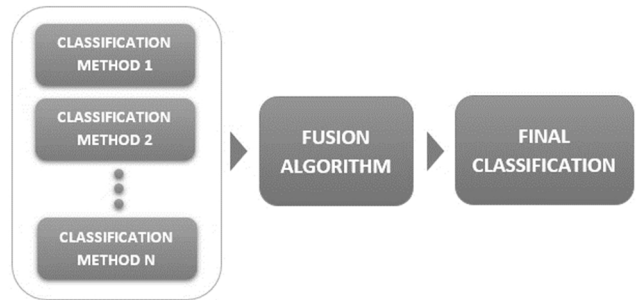 CLASSIFICATION
METHOD 1
CLASSIFICATION
METHOD 2
CLASSIFICATION
METHOD N
FUSION
ALGORITHM
FINAL
CLASSIFICATION